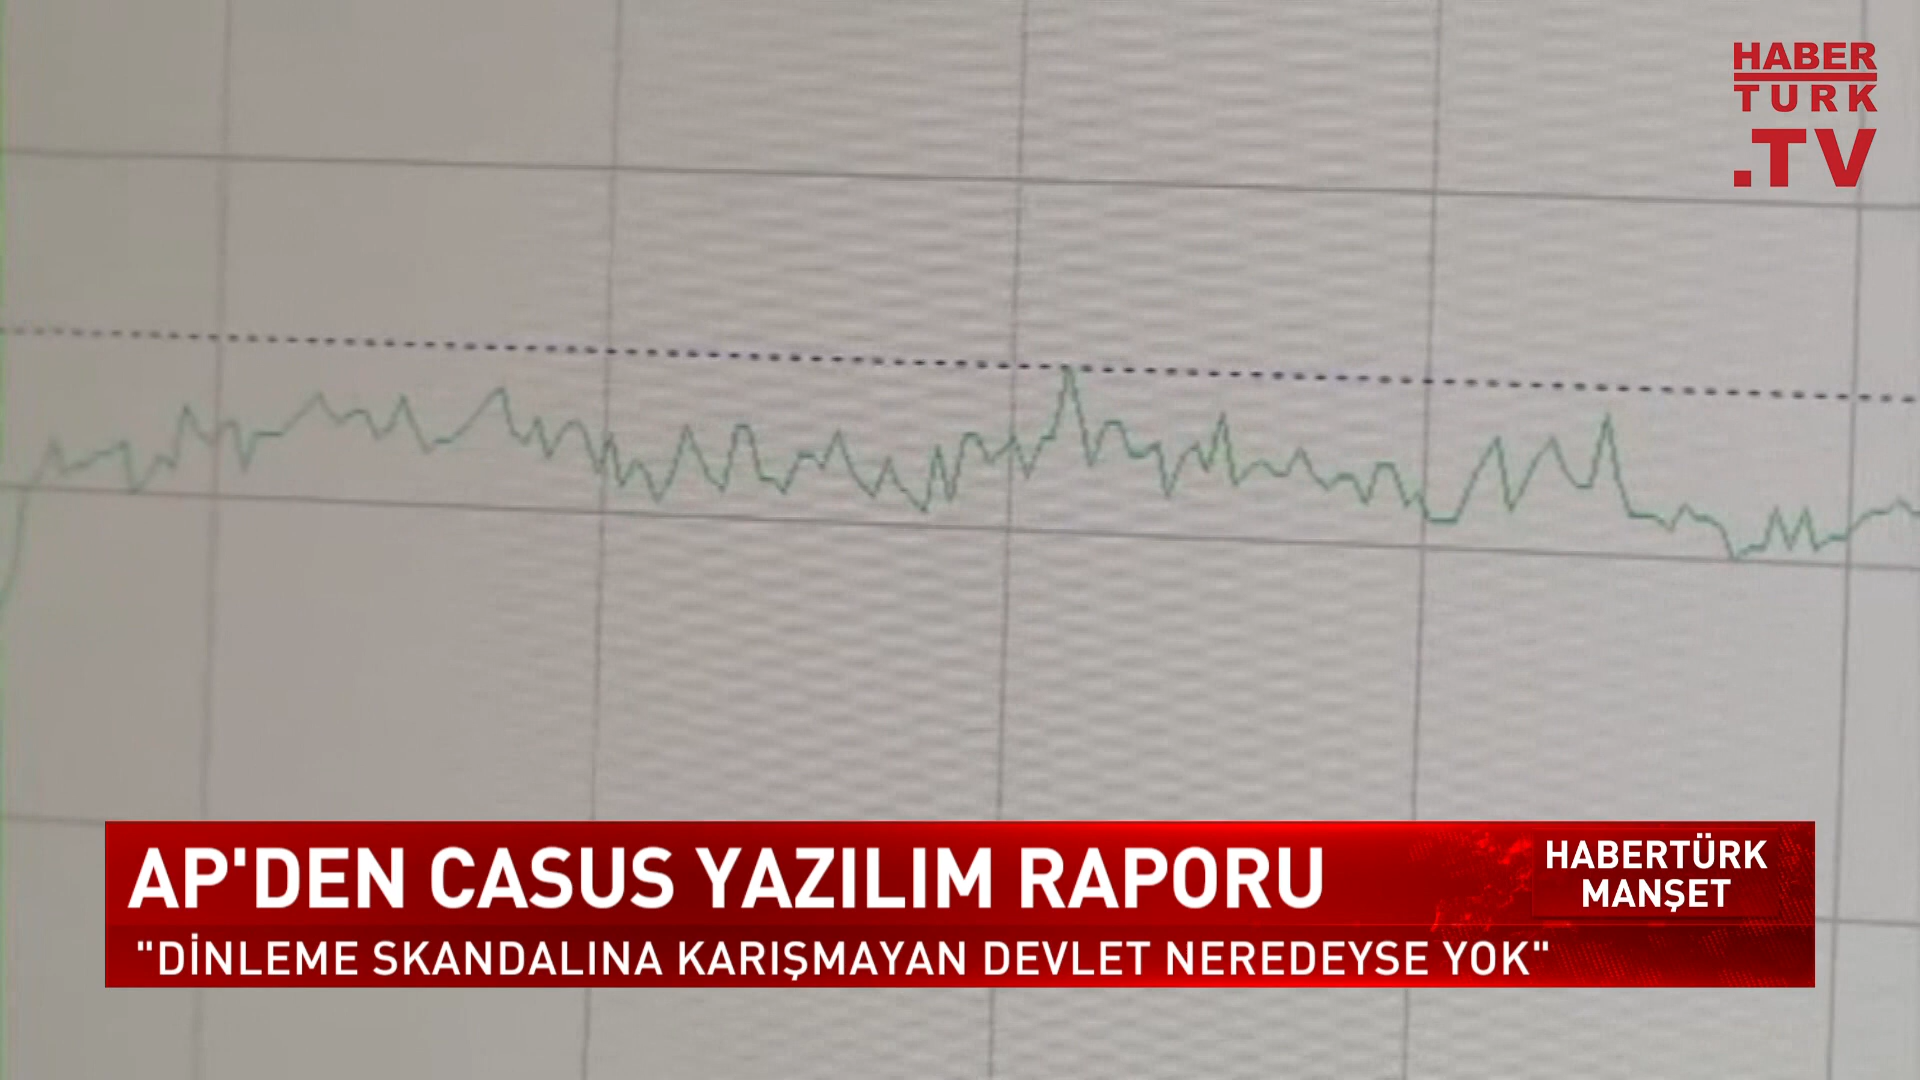 HABER
TURK
.TV
AP'DEN CASUS YAZILIM RAPORU
HABERTÜRK
MANŞET
"DİNLEME SKANDALINA KARIŞMAYAN DEVLET NEREDEYSE YOK"